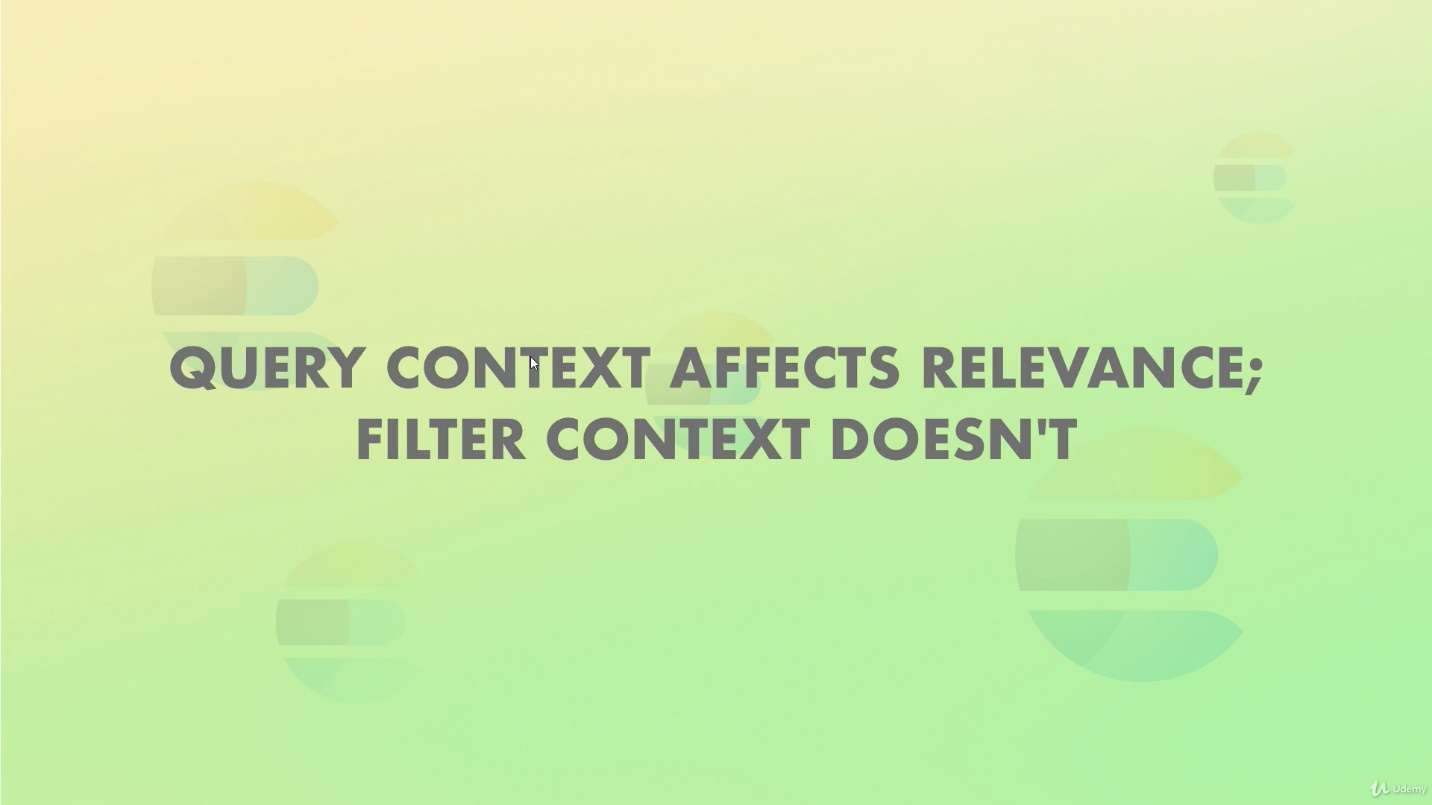 QUERY CONTEXT AFFECTS RELEVANCE;
FILTER CONTEXT DOESN'T
Udemy